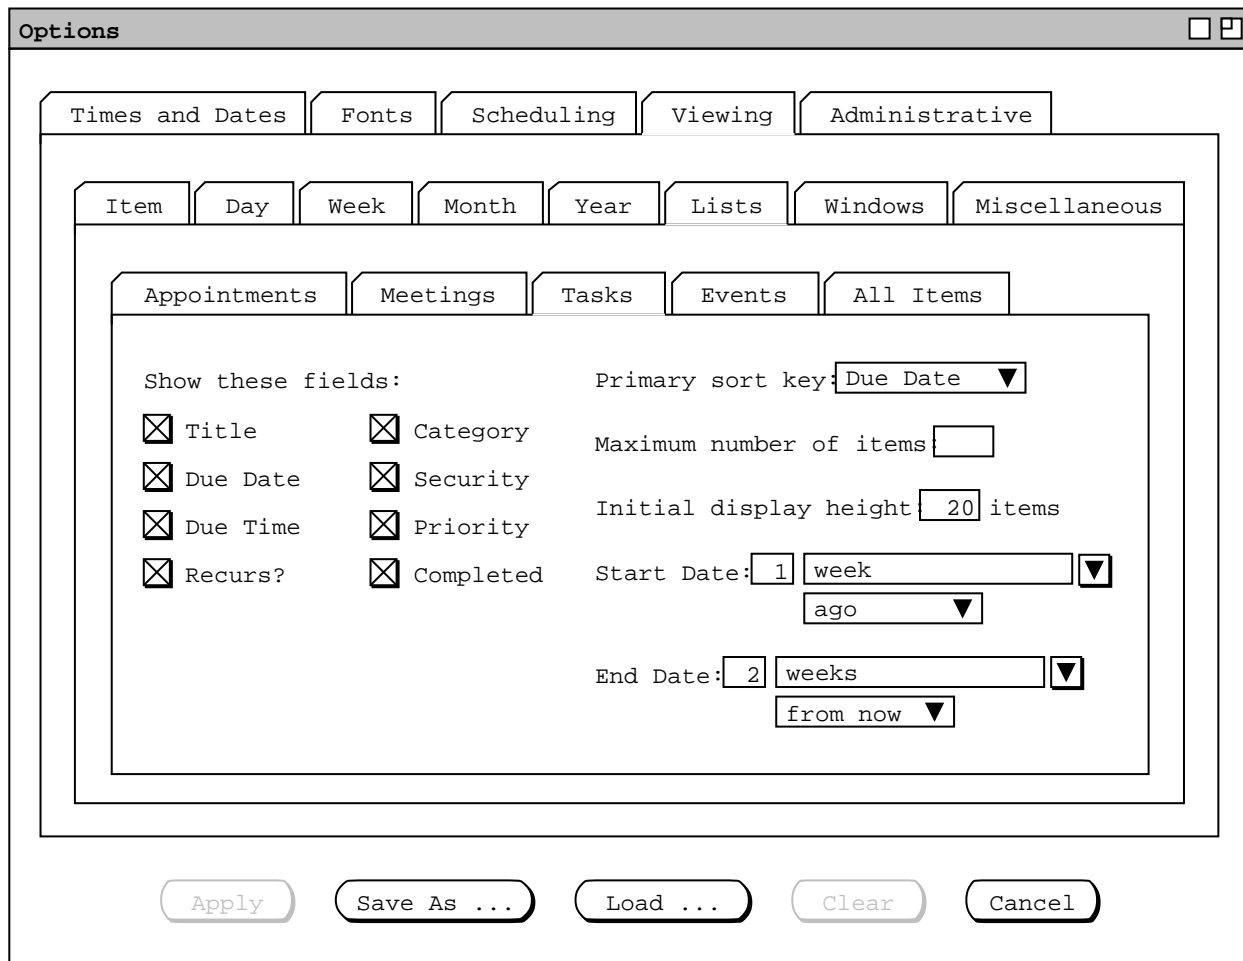 Options
Times and Dates Fonts Scheduling Viewing Administrative
Item Day Week Month Year Lists Windows Miscellaneous
Appointments Meetings Tasks Events All Items
Show these fields:
Title Category
Due Date Security
Due Time Priority
Recurs? Completed
Primary sort key: Due Date
Maximum number of items:
Initial display height: 20 items
Start Date: 1 week
ago
End Date: 2 weeks
from now
Apply Save As ... Load ... Clear Cancel